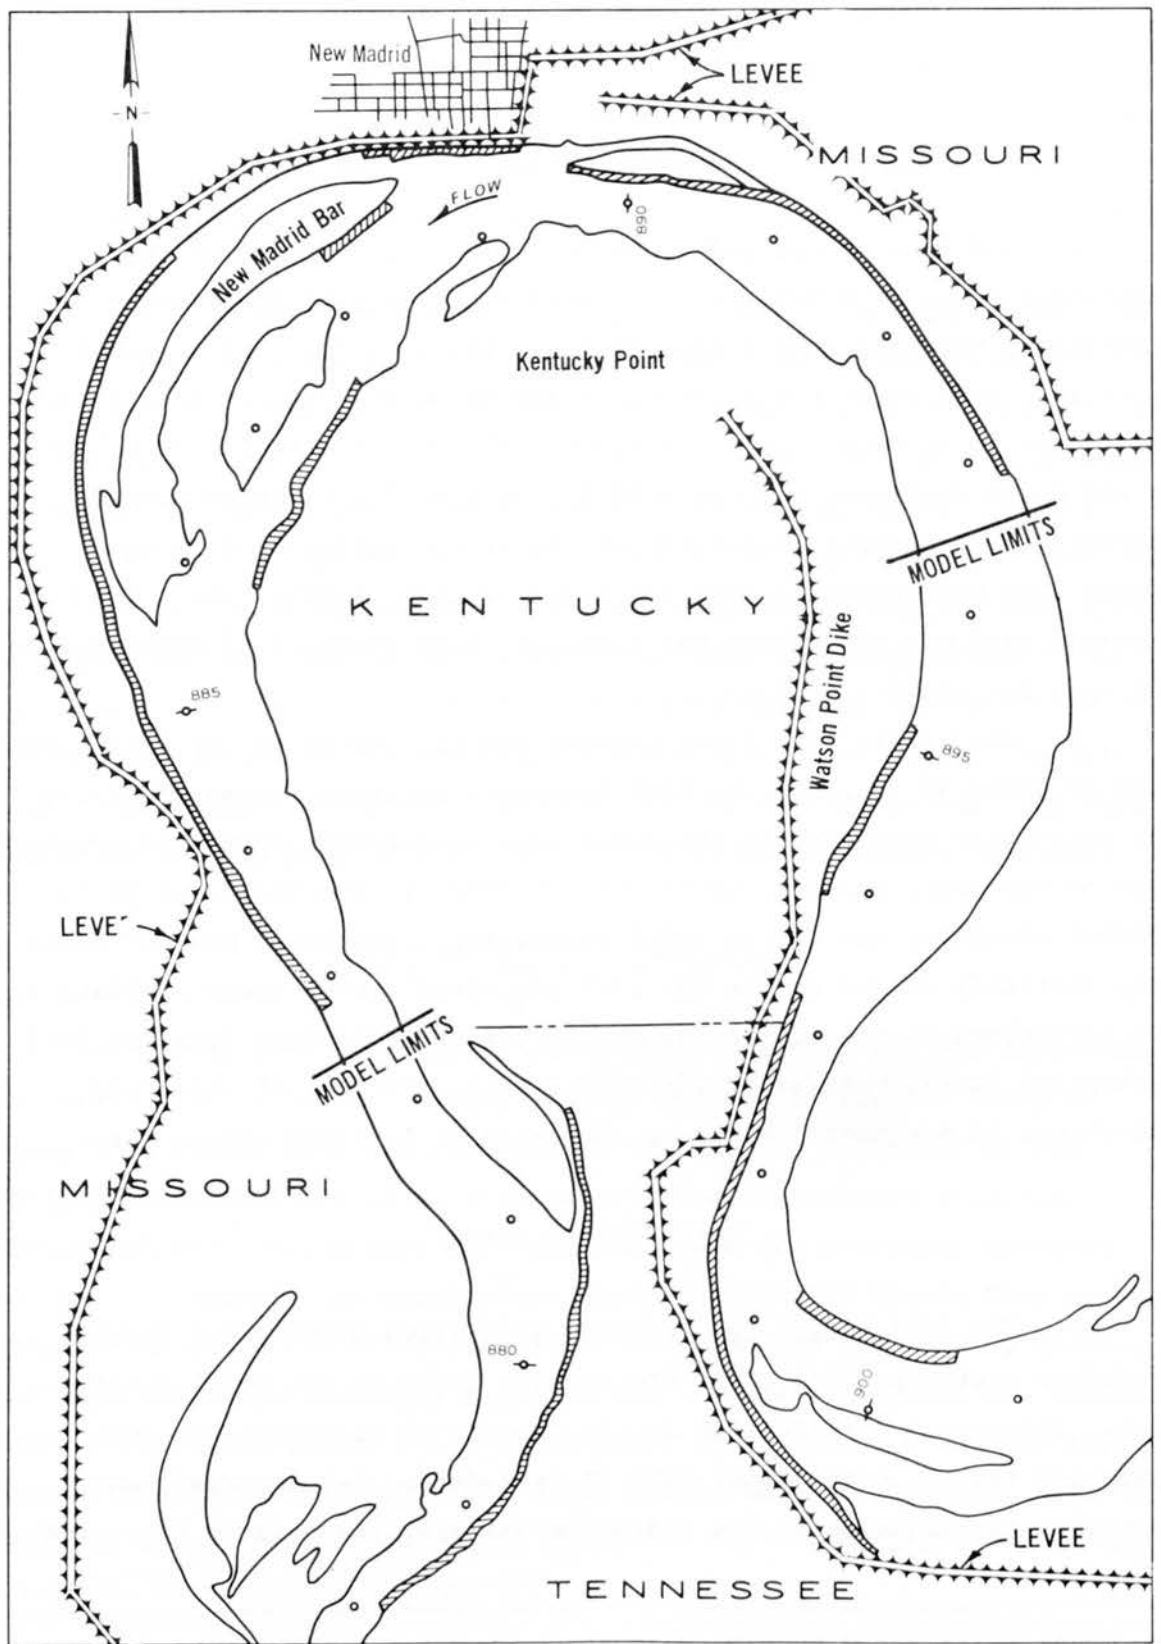 New Madrid
LEVEE
N
MISSOURI
FLOW
New Madrid Bar
890
Kentucky Point
MODEL LIMITS
KENTUCKY
Watson Point Dike
885
895
LEVE
MODEL LIMITS
MISSOURI
880
900
LEVEE
TENNESSEE